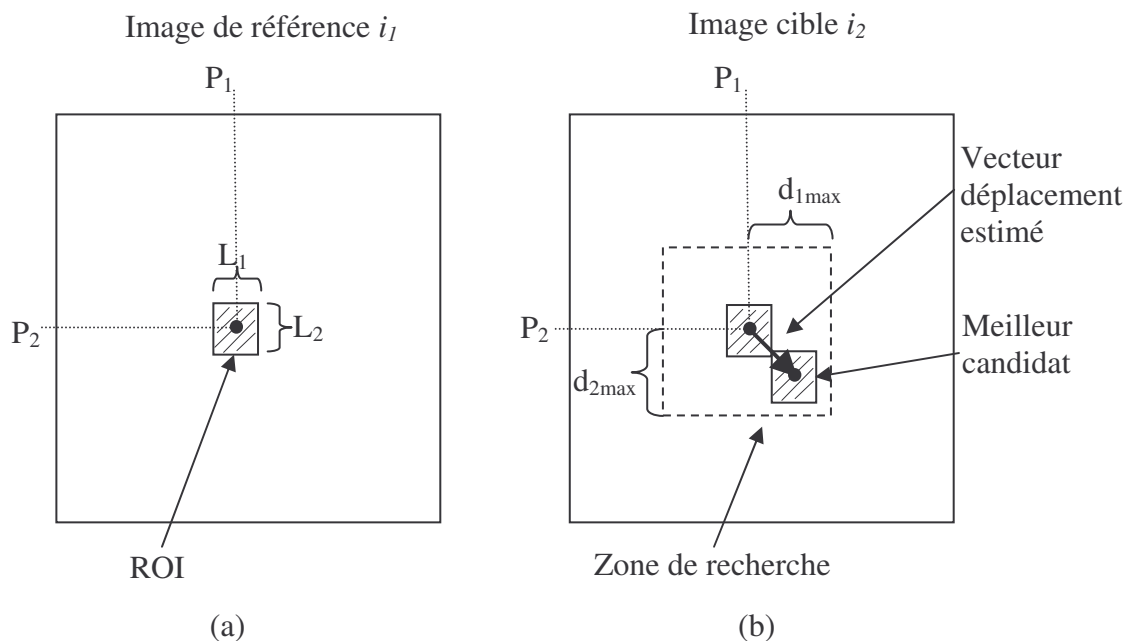 Image de référence i₁
P₁
L₁
P₂
L₂
ROI
(a)
Image cible i₂
P₁
d₁max
Vecteur
déplacement
estimé
P₂
d₂max
Meilleur
candidat
Zone de recherche
(b)